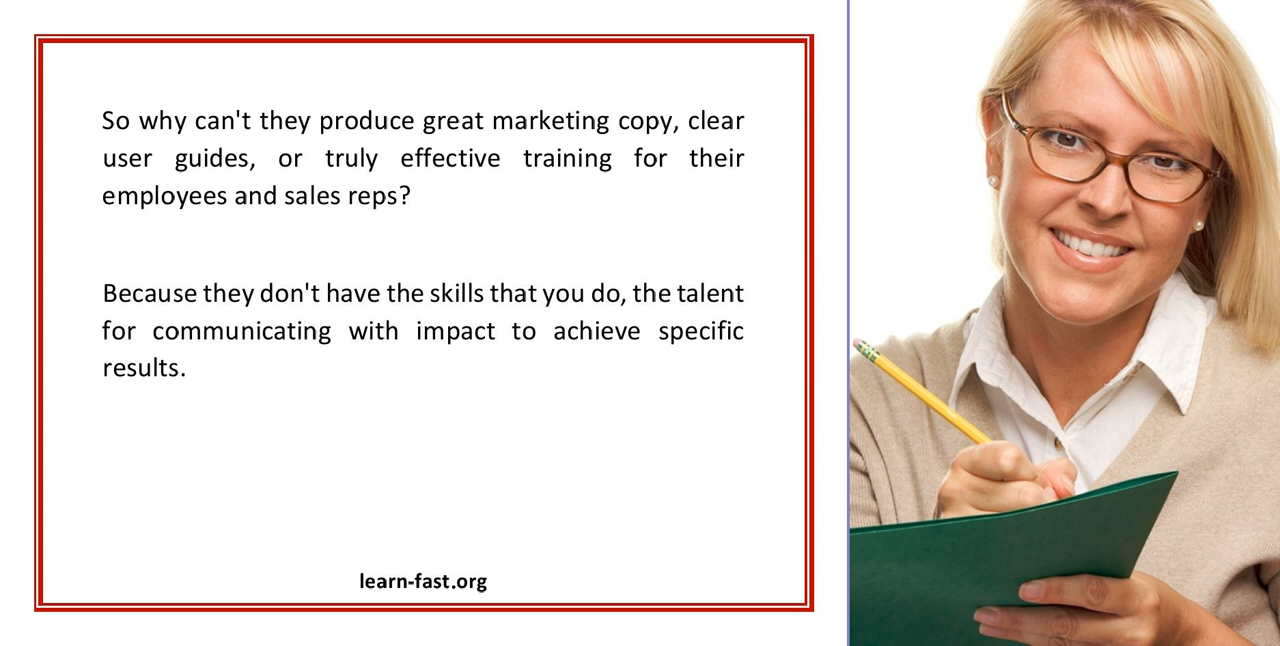 So why can't they produce great marketing copy, clear
user guides, or truly effective training for their
employees and sales reps?
Because they don't have the skills that you do, the talent
for communicating with impact to achieve specific
results.
learn-fast.org